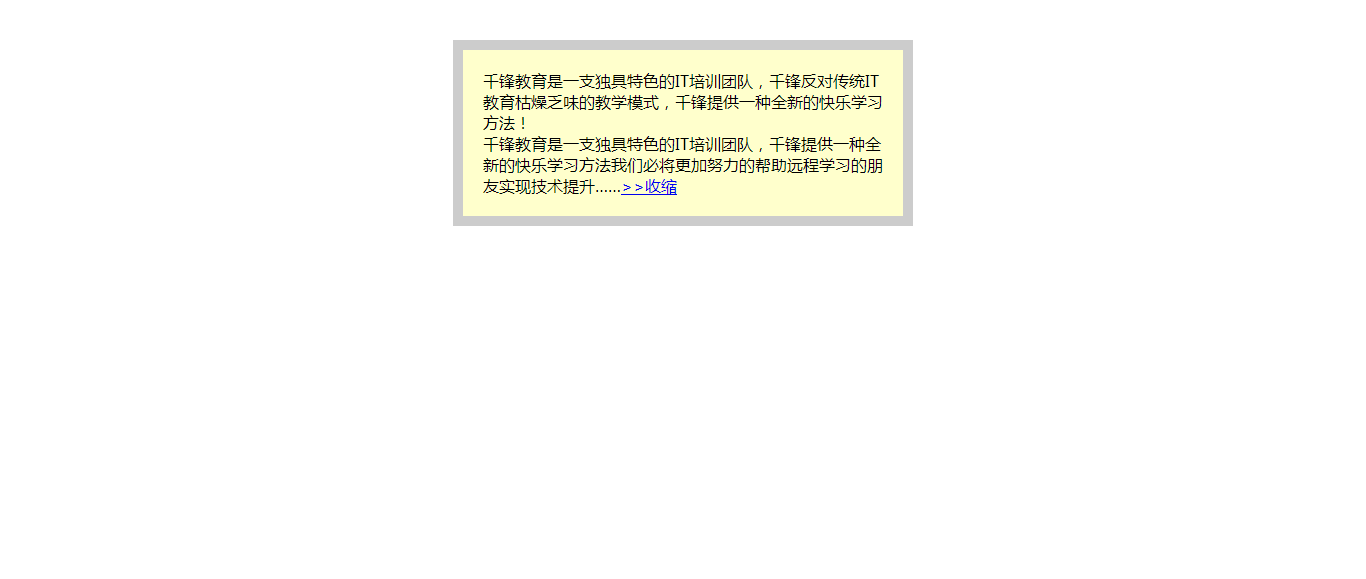 千锋教育是一支独具特色的IT培训团队，千锋反对传统IT
教育枯燥乏味的教学模式，千锋提供一种全新的快乐学习
方法！
千锋教育是一支独具特色的IT培训团队，千锋提供一种全
新的快乐学习方法我们必将更加努力的帮助远程学习的朋
友实现技术提升......>>收缩